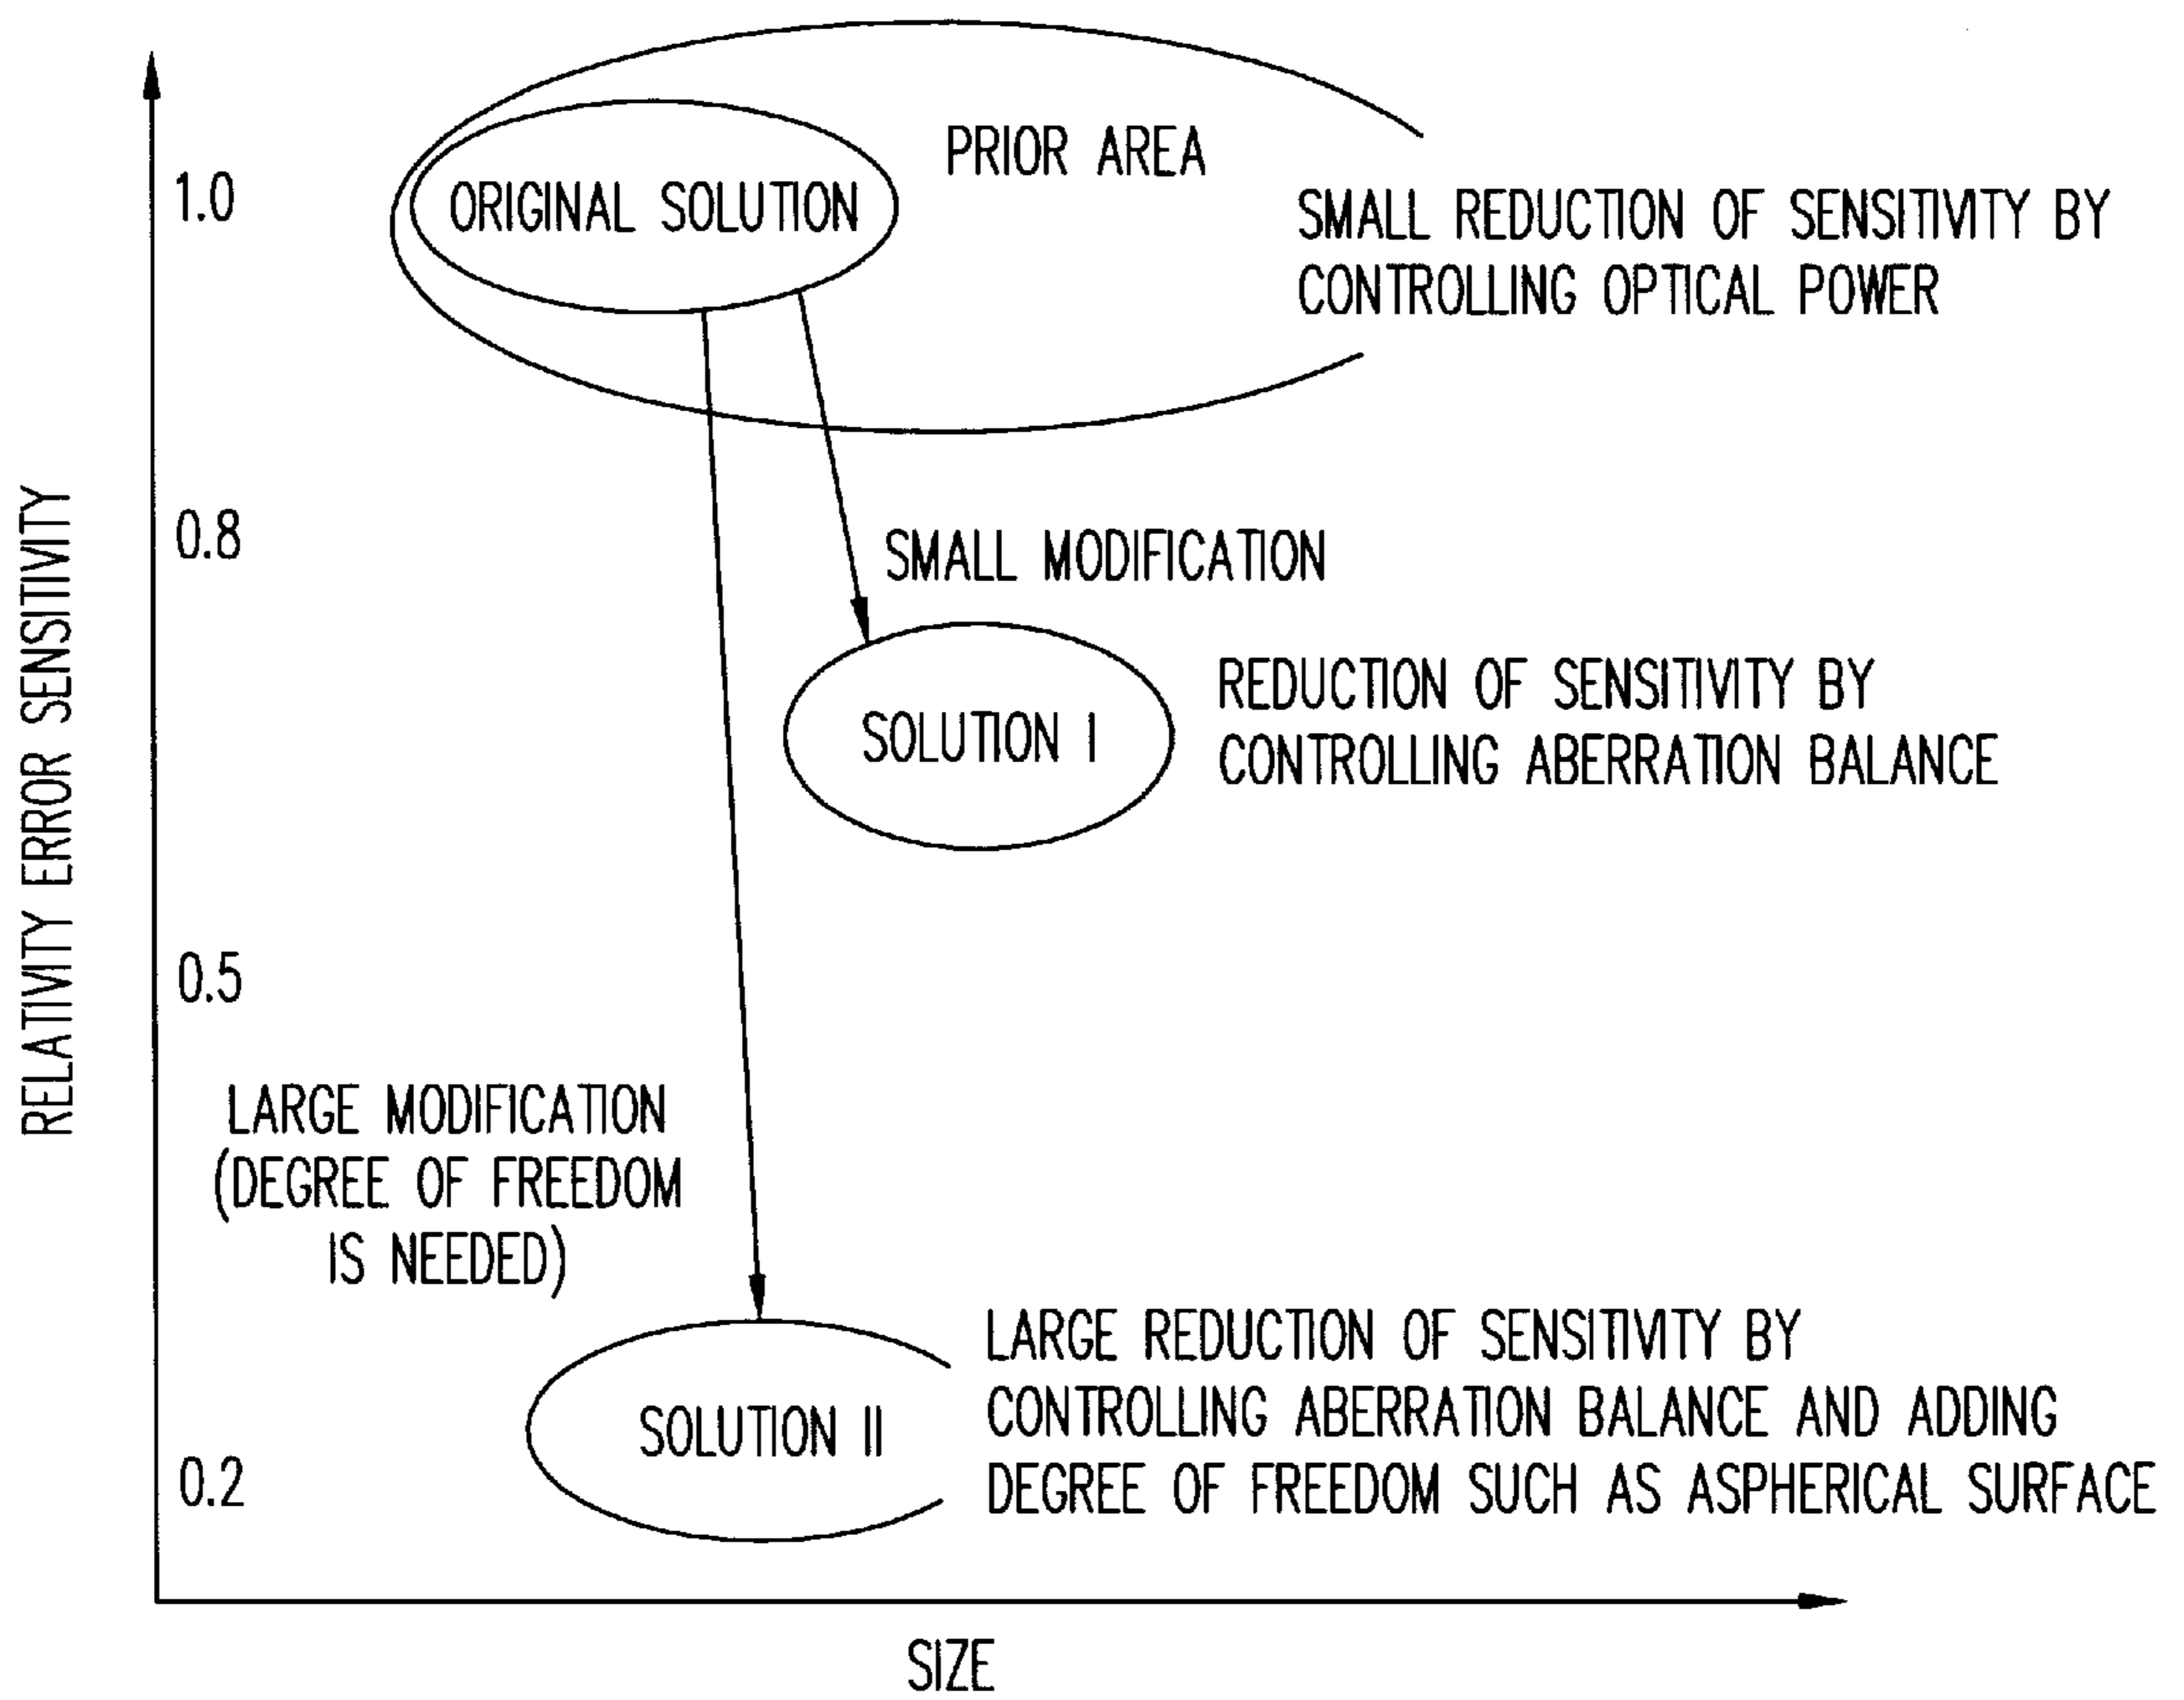 PRIOR AREA
1.0
ORIGINAL SOLUTION
SMALL REDUCTION OF SENSITIVITY BY
CONTROLLING OPTICAL POWER
0.8
SMALL MODIFICATION
RELATIVITY ERROR SENSITIVITY
SOLUTION I
REDUCTION OF SENSITIVITY BY
CONTROLLING ABERRATION BALANCE
0.5
LARGE MODIFICATION
(DEGREE OF FREEDOM
IS NEEDED)
SOLUTION II
LARGE REDUCTION OF SENSITIVITY BY
CONTROLLING ABERRATION BALANCE AND ADDING
DEGREE OF FREEDOM SUCH AS ASPHERICAL SURFACE
0.2
SIZE